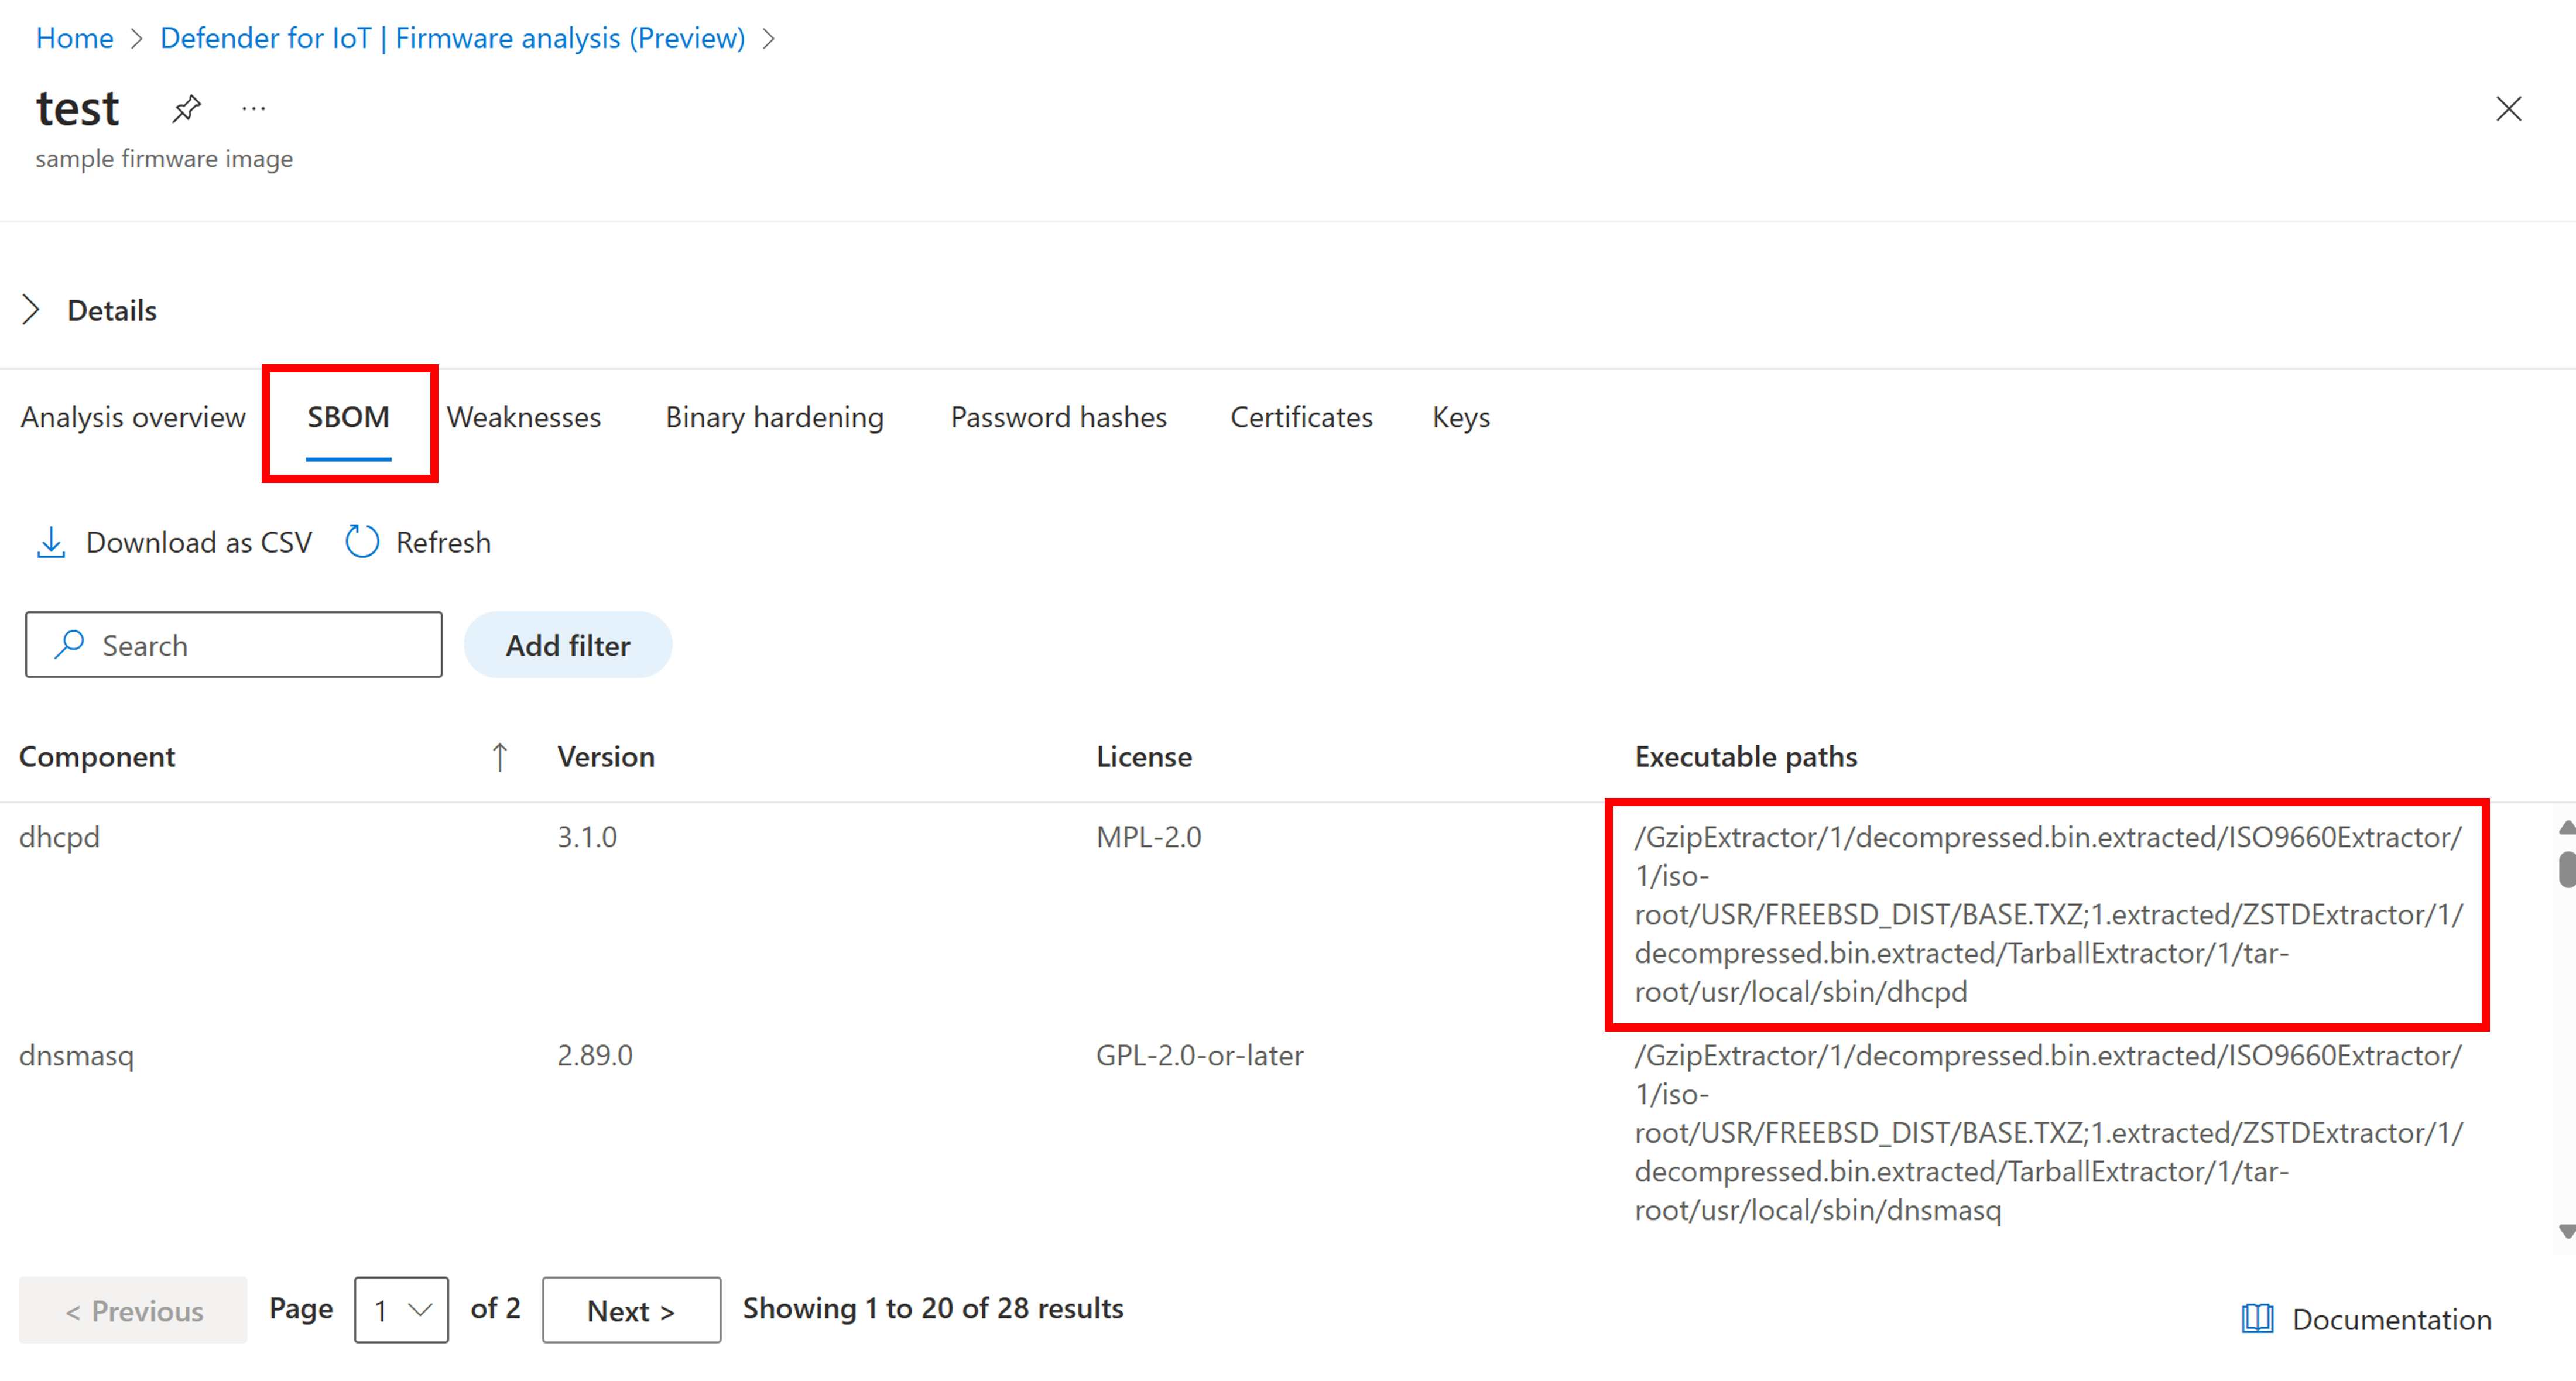 Home > Defender for IoT | Firmware analysis (Preview) >
test ...
sample firmware image
Details
Analysis overview SBOM Weaknesses Binary hardening Password hashes Certificates Keys
Download as CSV Refresh
Search Add filter
Component ↑ Version License Executable paths
dhcpd 3.1.0 MPL-2.0 /GzipExtractor/1/decompressed.bin.extracted/ISO9660Extractor/
1/iso-
root/USR/FREEBSD_DIST/BASE.TXZ;1.extracted/ZSTDExtractor/1/
decompressed.bin.extracted/TarballExtractor/1/tar-
root/usr/local/sbin/dhcpd
dnsmasq 2.89.0 GPL-2.0-or-later /GzipExtractor/1/decompressed.bin.extracted/ISO9660Extractor/
1/iso-
root/USR/FREEBSD_DIST/BASE.TXZ;1.extracted/ZSTDExtractor/1/
decompressed.bin.extracted/TarballExtractor/1/tar-
root/usr/local/sbin/dnsmasq
< Previous Page 1 of 2 Next > Showing 1 to 20 of 28 results
Documentation